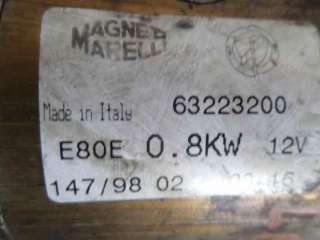 MAGNETI
MARELLI
Made in Italy 63223200
E80E 0.8KW 12V
147/98 02